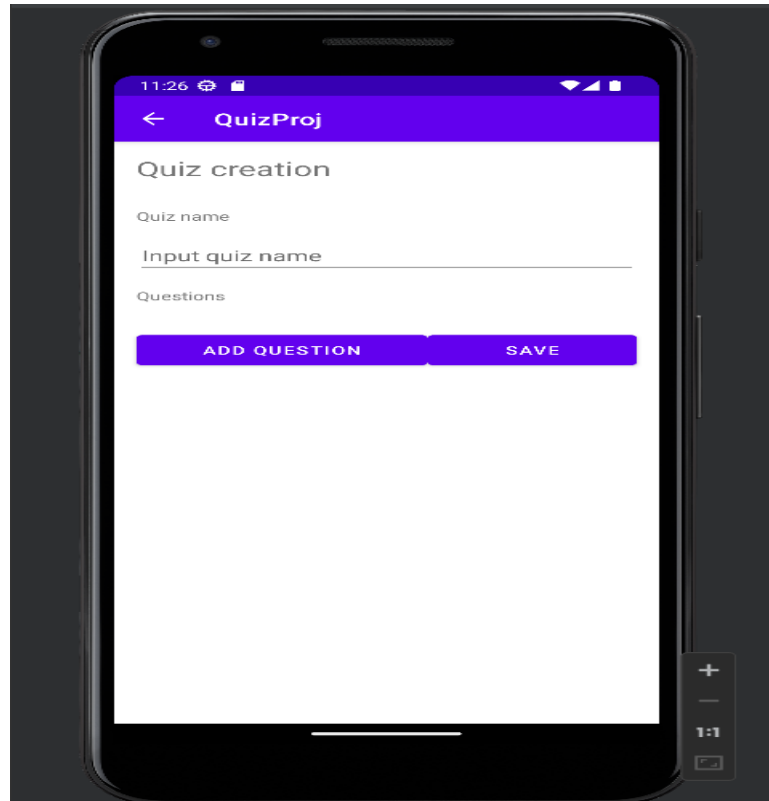 11:26
QuizProj
Quiz creation
Quiz name
Input quiz name
Questions
ADD QUESTION SAVE
1:1